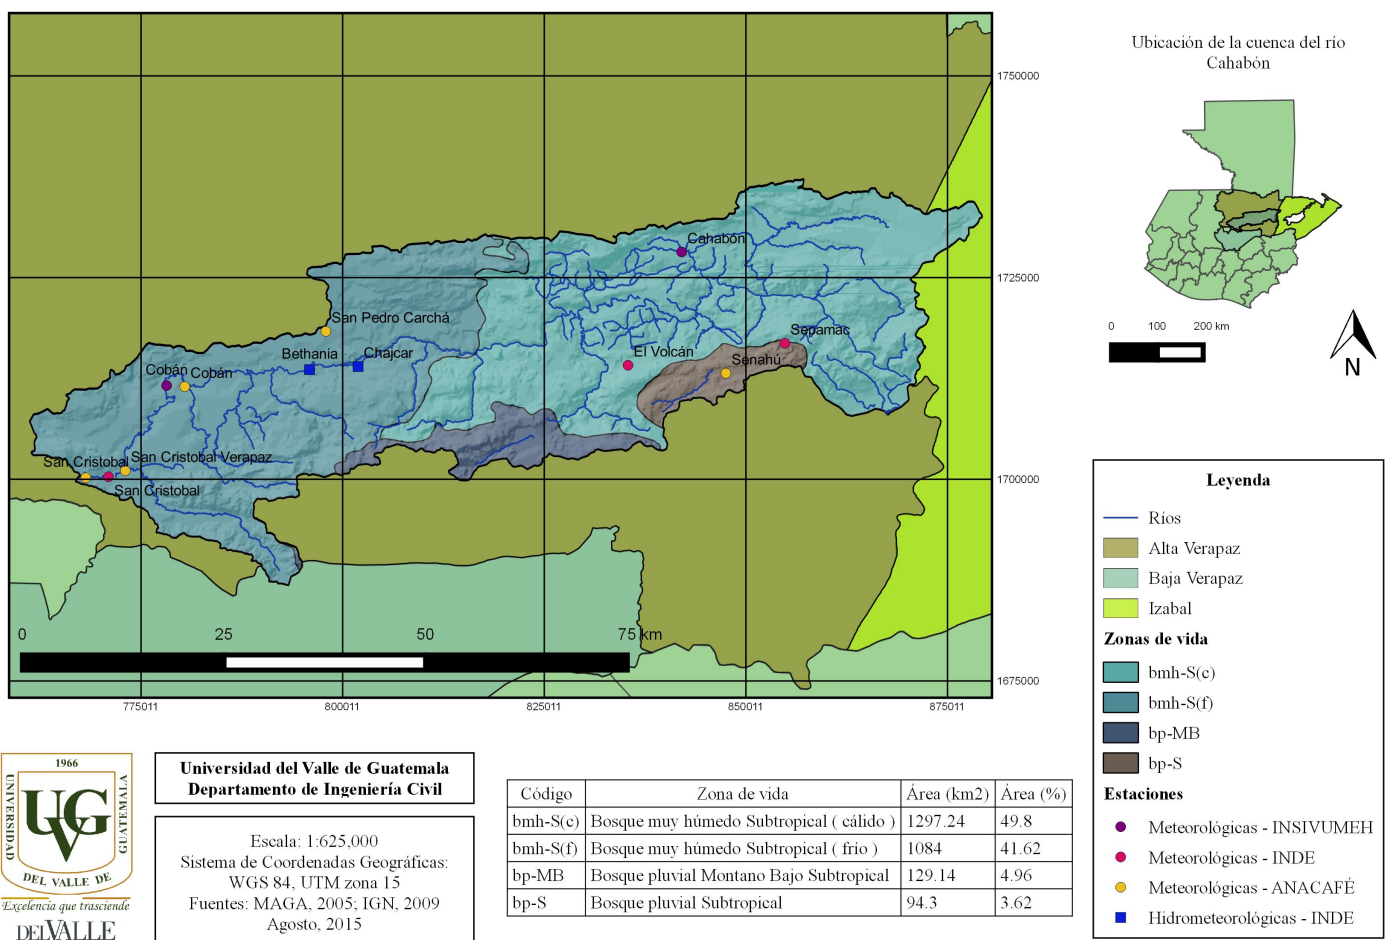 Ubicación de la cuenca del río
Cahabón
1750000
1725000
1700000
1675000
775011
800011
825011
850011
875011
Cahabón
San Pedro Carchá
Bethania
Chajcar
Sepamac
El Volcán
Senahú
Cobán
Cobán
San Cristobal Verapaz
San Cristobal
San Cristobal
0 25 50 75 km
0 100 200 km
N
Leyenda
Ríos
Alta Verapaz
Baja Verapaz
Izabal
Zonas de vida
bmh-S(c)
bmh-S(f)
bp-MB
bp-S
Estaciones
Meteorológicas - INSIVUMEH
Meteorológicas - INDE
Meteorológicas - ANACAFÉ
Hidrometeorológicas - INDE
1966
UNIVERSIDAD
UVG
GUATEMALA
DEL VALLE DE
Excelencia que trasciende
DELVALLE
Universidad del Valle de Guatemala
Departamento de Ingeniería Civil
Escala: 1:625,000
Sistema de Coordenadas Geográficas:
WGS 84, UTM zona 15
Fuentes: MAGA, 2005; IGN, 2009
Agosto, 2015
Código Zona de vida Área (km2) Área (%)
bmh-S(c) Bosque muy húmedo Subtropical ( cálido ) 1297.24 49.8
bmh-S(f) Bosque muy húmedo Subtropical ( frío ) 1084 41.62
bp-MB Bosque pluvial Montano Bajo Subtropical 129.14 4.96
bp-S Bosque pluvial Subtropical 94.3 3.62